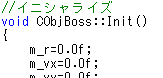 //イニシャライズ
void CObjBoss::Init()
{
m_r=0.0f;
m_vx=0.0f;